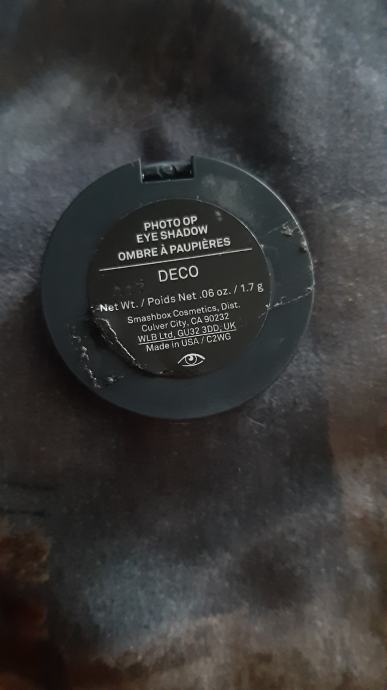 PHOTO OP
EYE SHADOW
OMBRE À PAUPIÈRES
DECO
Net Wt. / Poids Net .06 oz. / 1.7 g
Smashbox Cosmetics, Dist.
Culver City, CA 90232
WLB Ltd, GU32 3DD, UK
Made in USA / C2WG